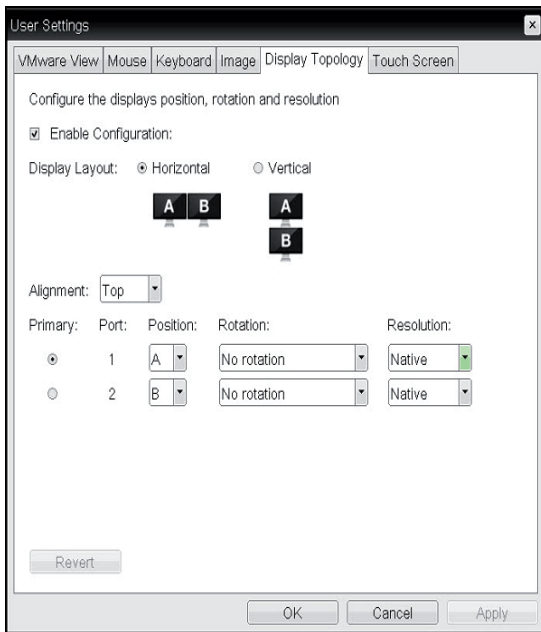 User Settings
VMware View Mouse Keyboard Image Display Topology Touch Screen
Configure the displays position, rotation and resolution
Enable Configuration:
Display Layout: Horizontal Vertical
A B A
B
Alignment: Top
Primary: Port: Position: Rotation: Resolution:
1 A No rotation Native
2 B No rotation Native
Revert
OK Cancel Apply